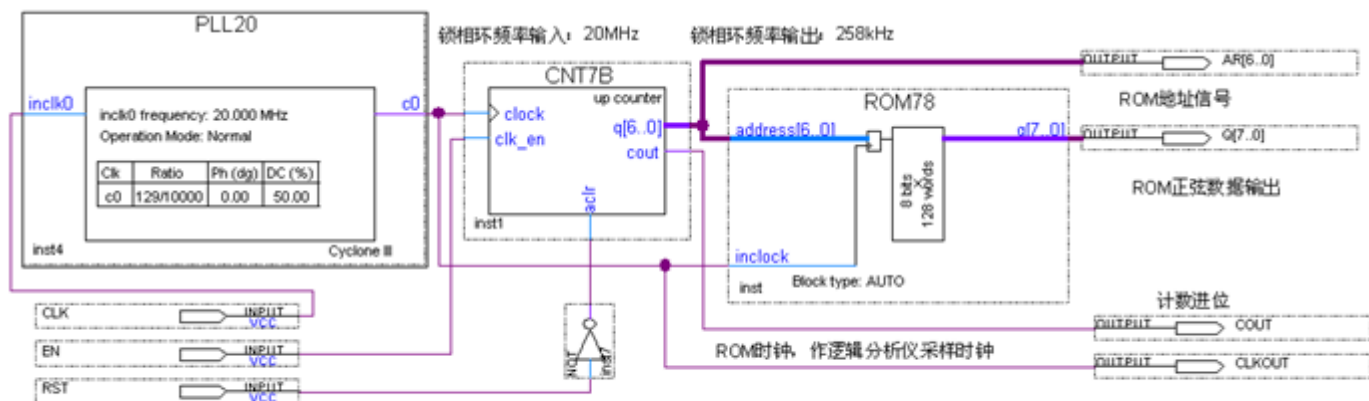 PLL20
锁相环频率输入：20MHz
锁相环频率输出：258kHz
OUTPUT
AR[6..0]
CNT7B
up counter
ROM78
ROM地址信号
inclk0
c0
inclk0 frequency: 20.000 MHz
Operation Mode: Normal
clock
clk_en
q[6..0]
cout
address[6..0]
q[7..0]
OUTPUT
Q[7..0]
Clk Ratio Ph (dg) DC (%)
c0 129/10000 0.00 50.00
aclr
8 bits
×
128 words
ROM正弦数据输出
inst4
Cyclone III
inst1
inclock
Block type: AUTO
inst
计数进位
CLK
INPUT
VCC
OUTPUT
COUT
EN
INPUT
VCC
NOT
inst7
ROM时钟，作逻辑分析仪采样时钟
OUTPUT
CLKOUT
RST
INPUT
VCC